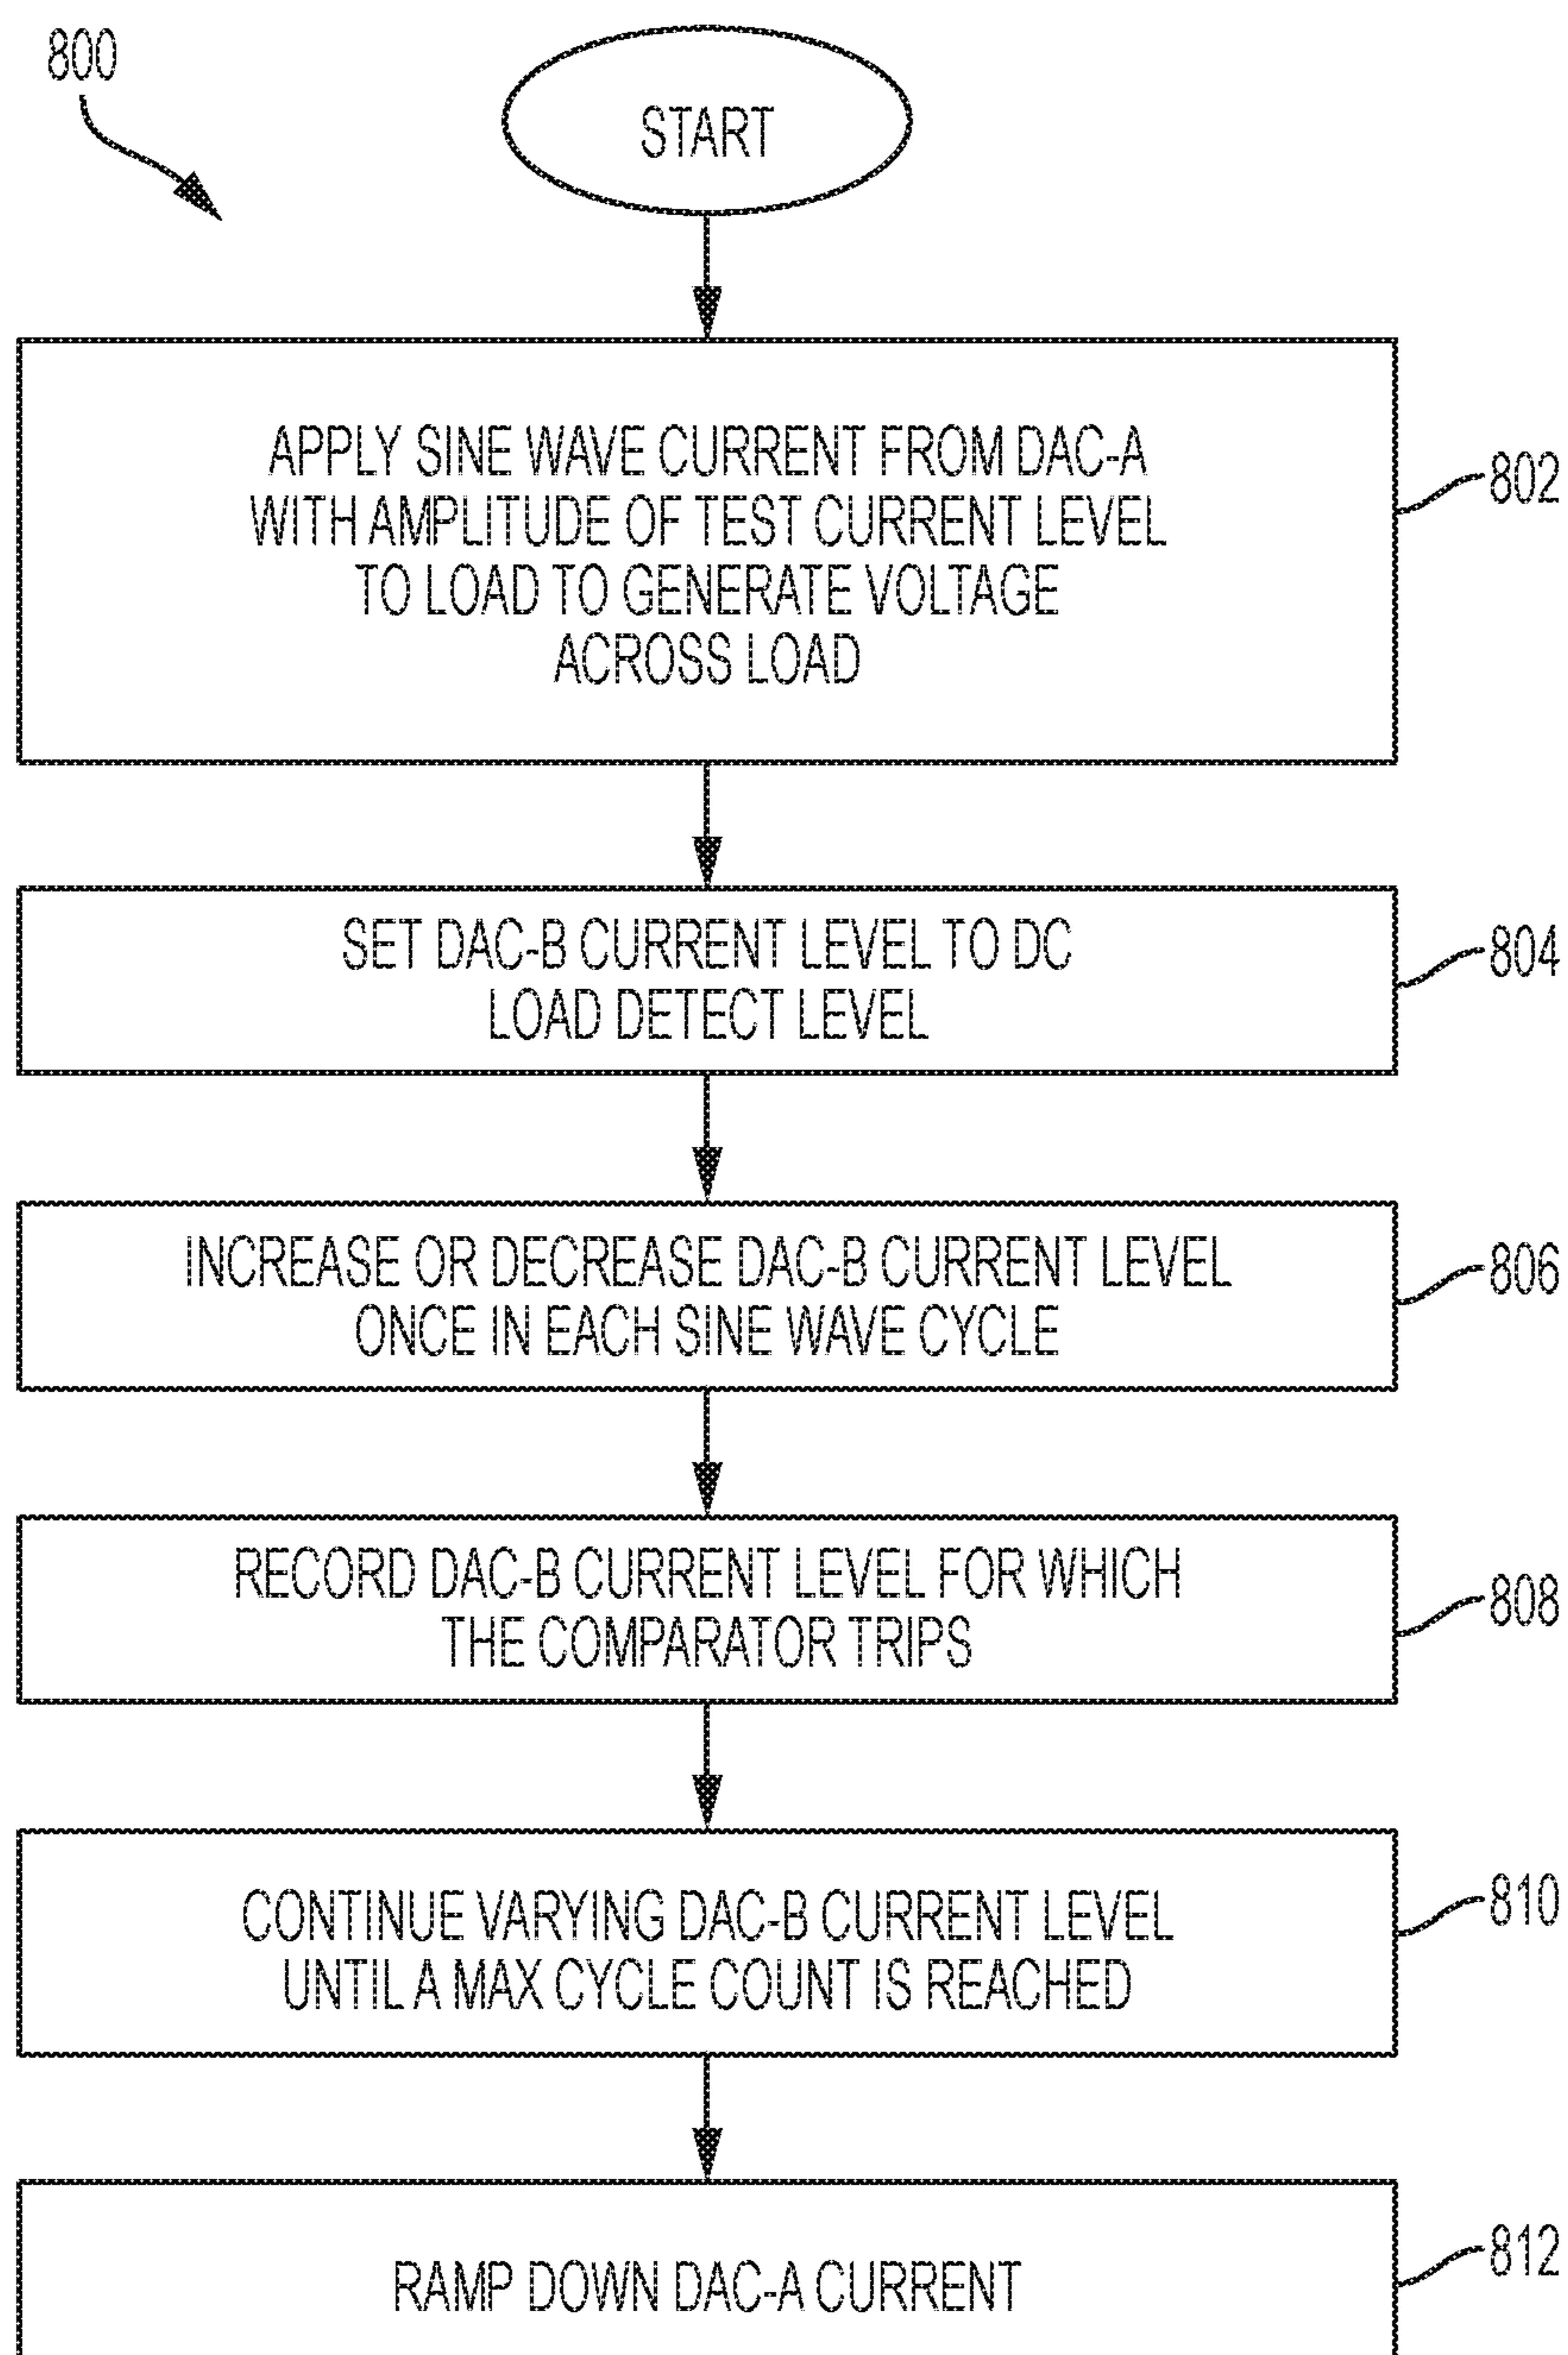 800
START
APPLY SINE WAVE CURRENT FROM DAC-A
WITH AMPLITUDE OF TEST CURRENT LEVEL
TO LOAD TO GENERATE VOLTAGE
ACROSS LOAD
802
SET DAC-B CURRENT LEVEL TO DC
LOAD DETECT LEVEL
804
INCREASE OR DECREASE DAC-B CURRENT LEVEL
ONCE IN EACH SINE WAVE CYCLE
806
RECORD DAC-B CURRENT LEVEL FOR WHICH
THE COMPARATOR TRIPS
808
CONTINUE VARYING DAC-B CURRENT LEVEL
UNTIL A MAX CYCLE COUNT IS REACHED
810
RAMP DOWN DAC-A CURRENT
812